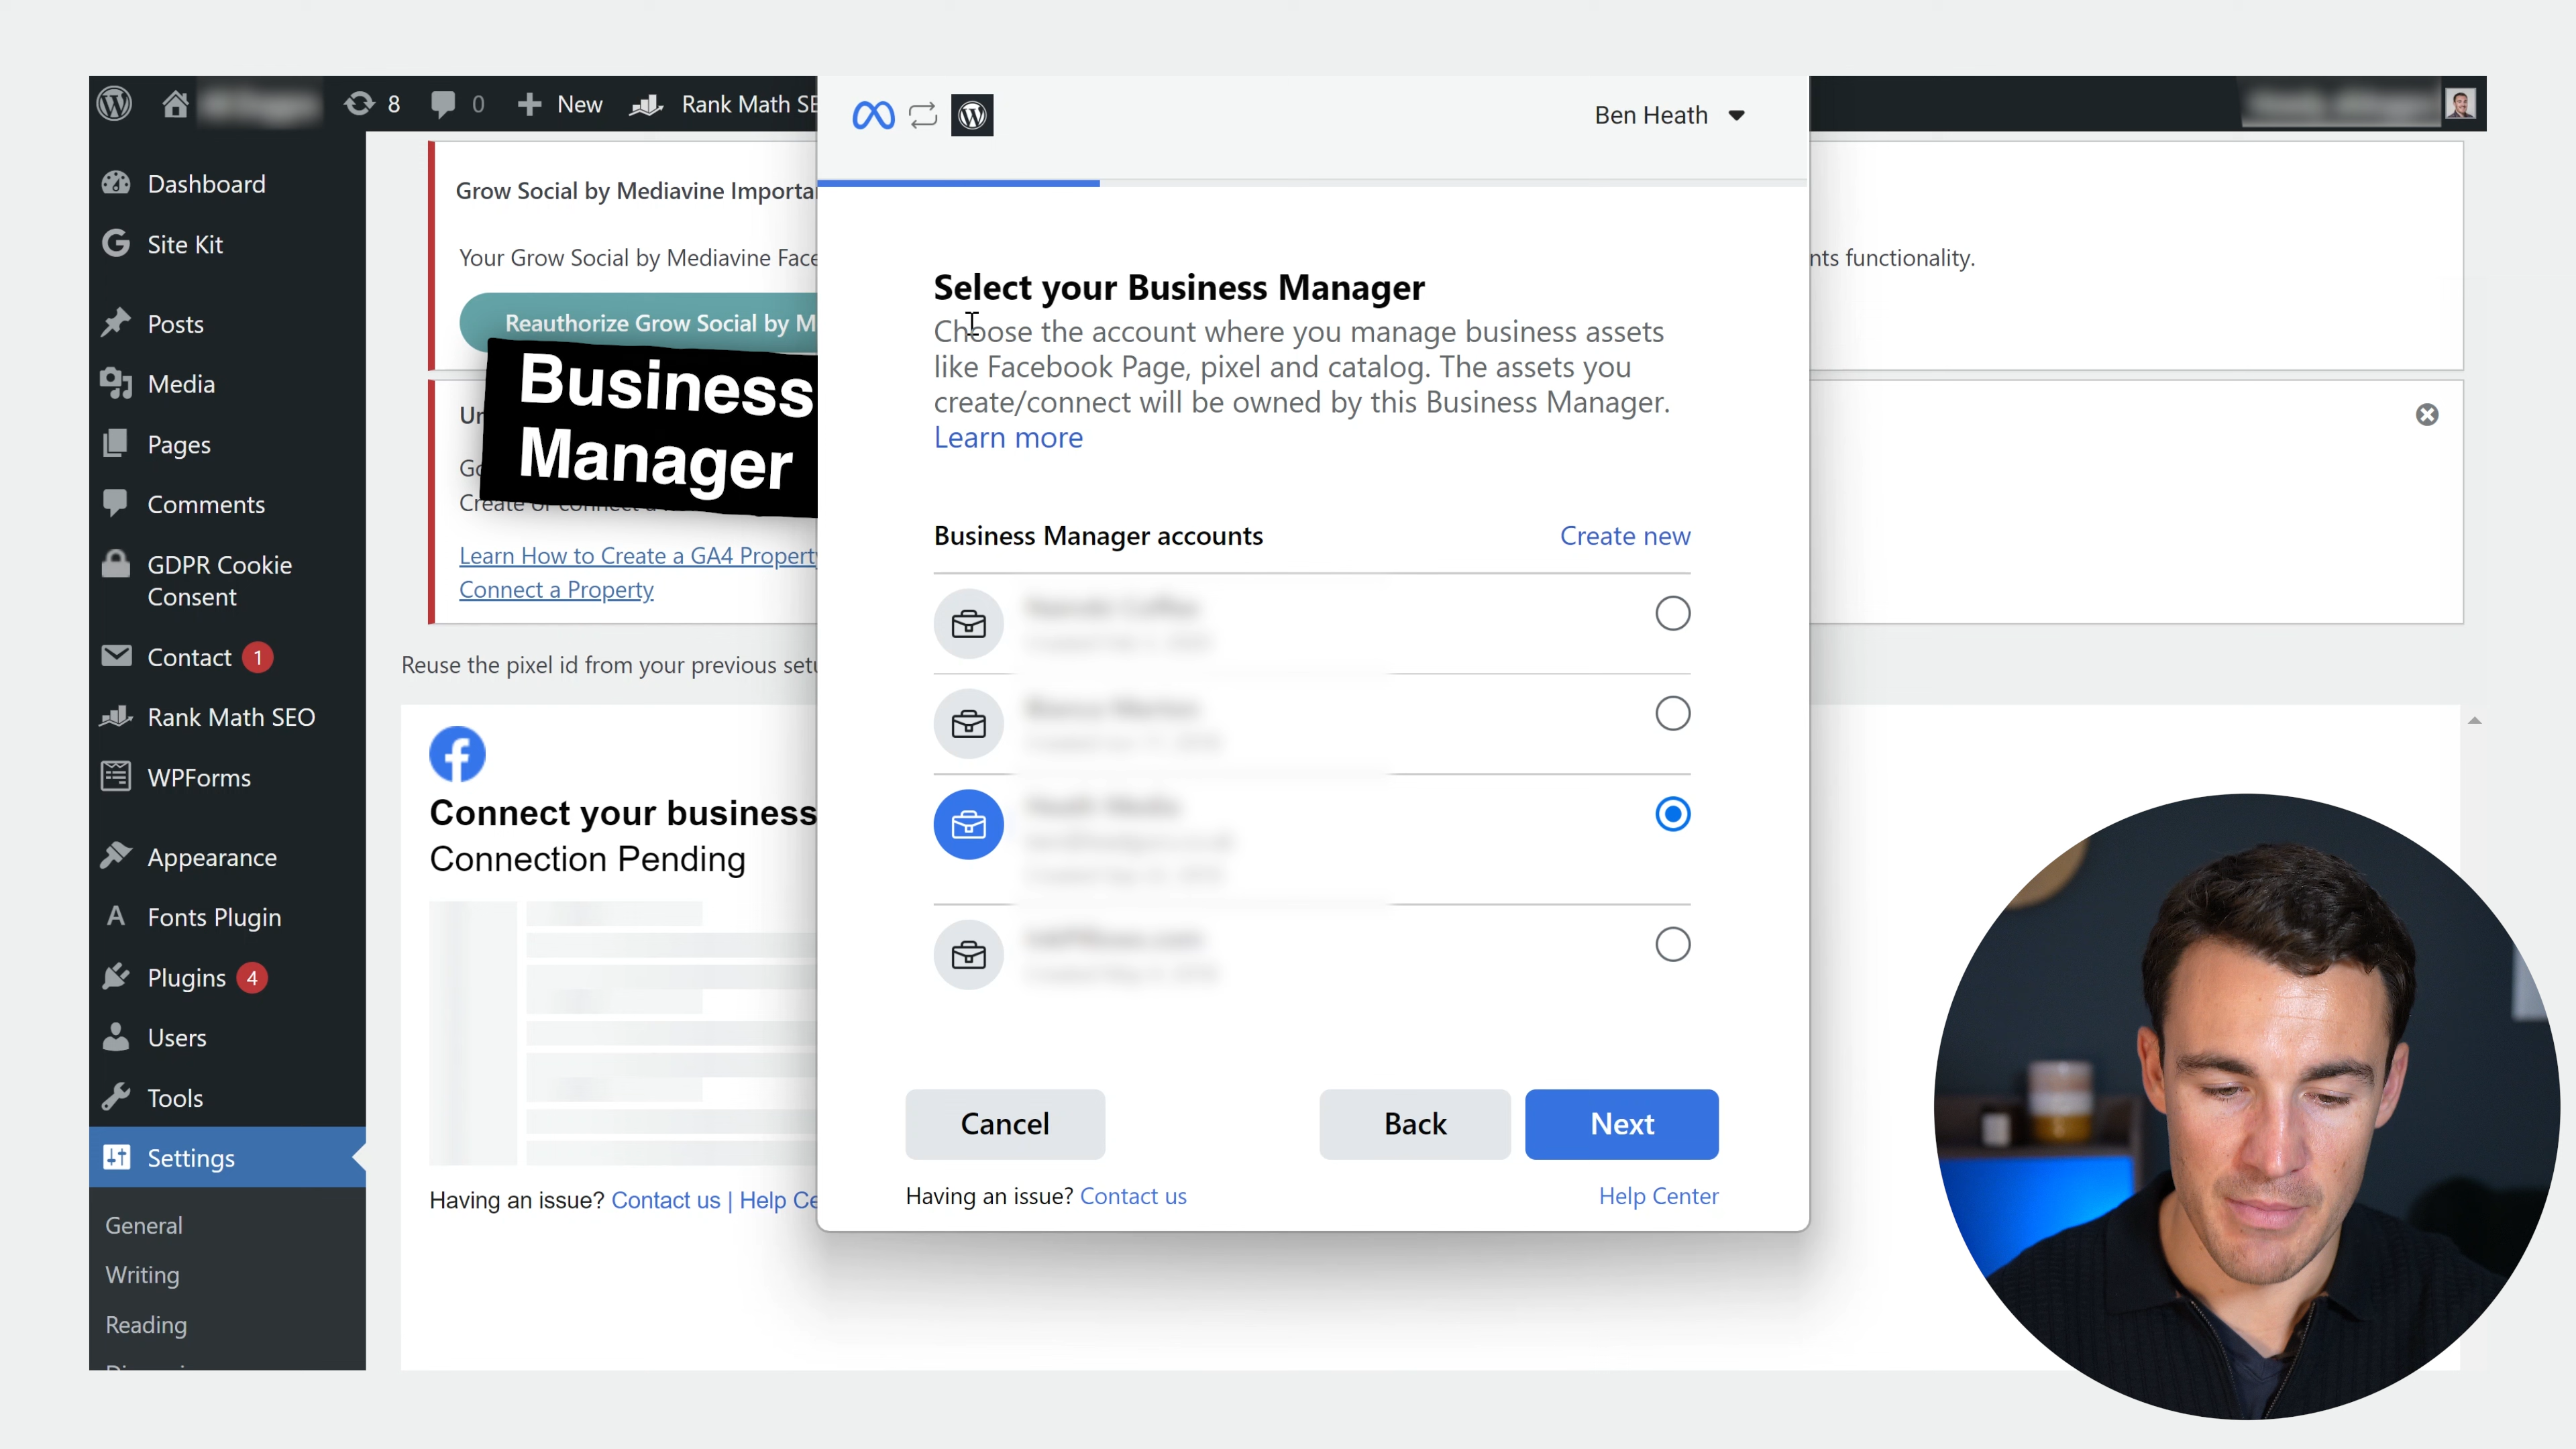 8
0
New
Rank Math SE
Ben Heath
Dashboard
Site Kit
Posts
Media
Pages
Comments
GDPR Cookie
Consent
Contact 1
Rank Math SEO
WPForms
Appearance
Fonts Plugin
Plugins 4
Users
Tools
Settings
General
Writing
Reading
Grow Social by Mediavine Importa
Your Grow Social by Mediavine Face
nts functionality.
Reauthorize Grow Social by M
Business
Manager
Learn How to Create a GA4 Property
Connect a Property
Reuse the pixel id from your previous setu
Connect your business
Connection Pending
Having an issue? Contact us | Help Ce
Select your Business Manager
Choose the account where you manage business assets
like Facebook Page, pixel and catalog. The assets you
create/connect will be owned by this Business Manager.
Learn more
Business Manager accounts
Create new
Cancel
Back
Next
Having an issue? Contact us
Help Center